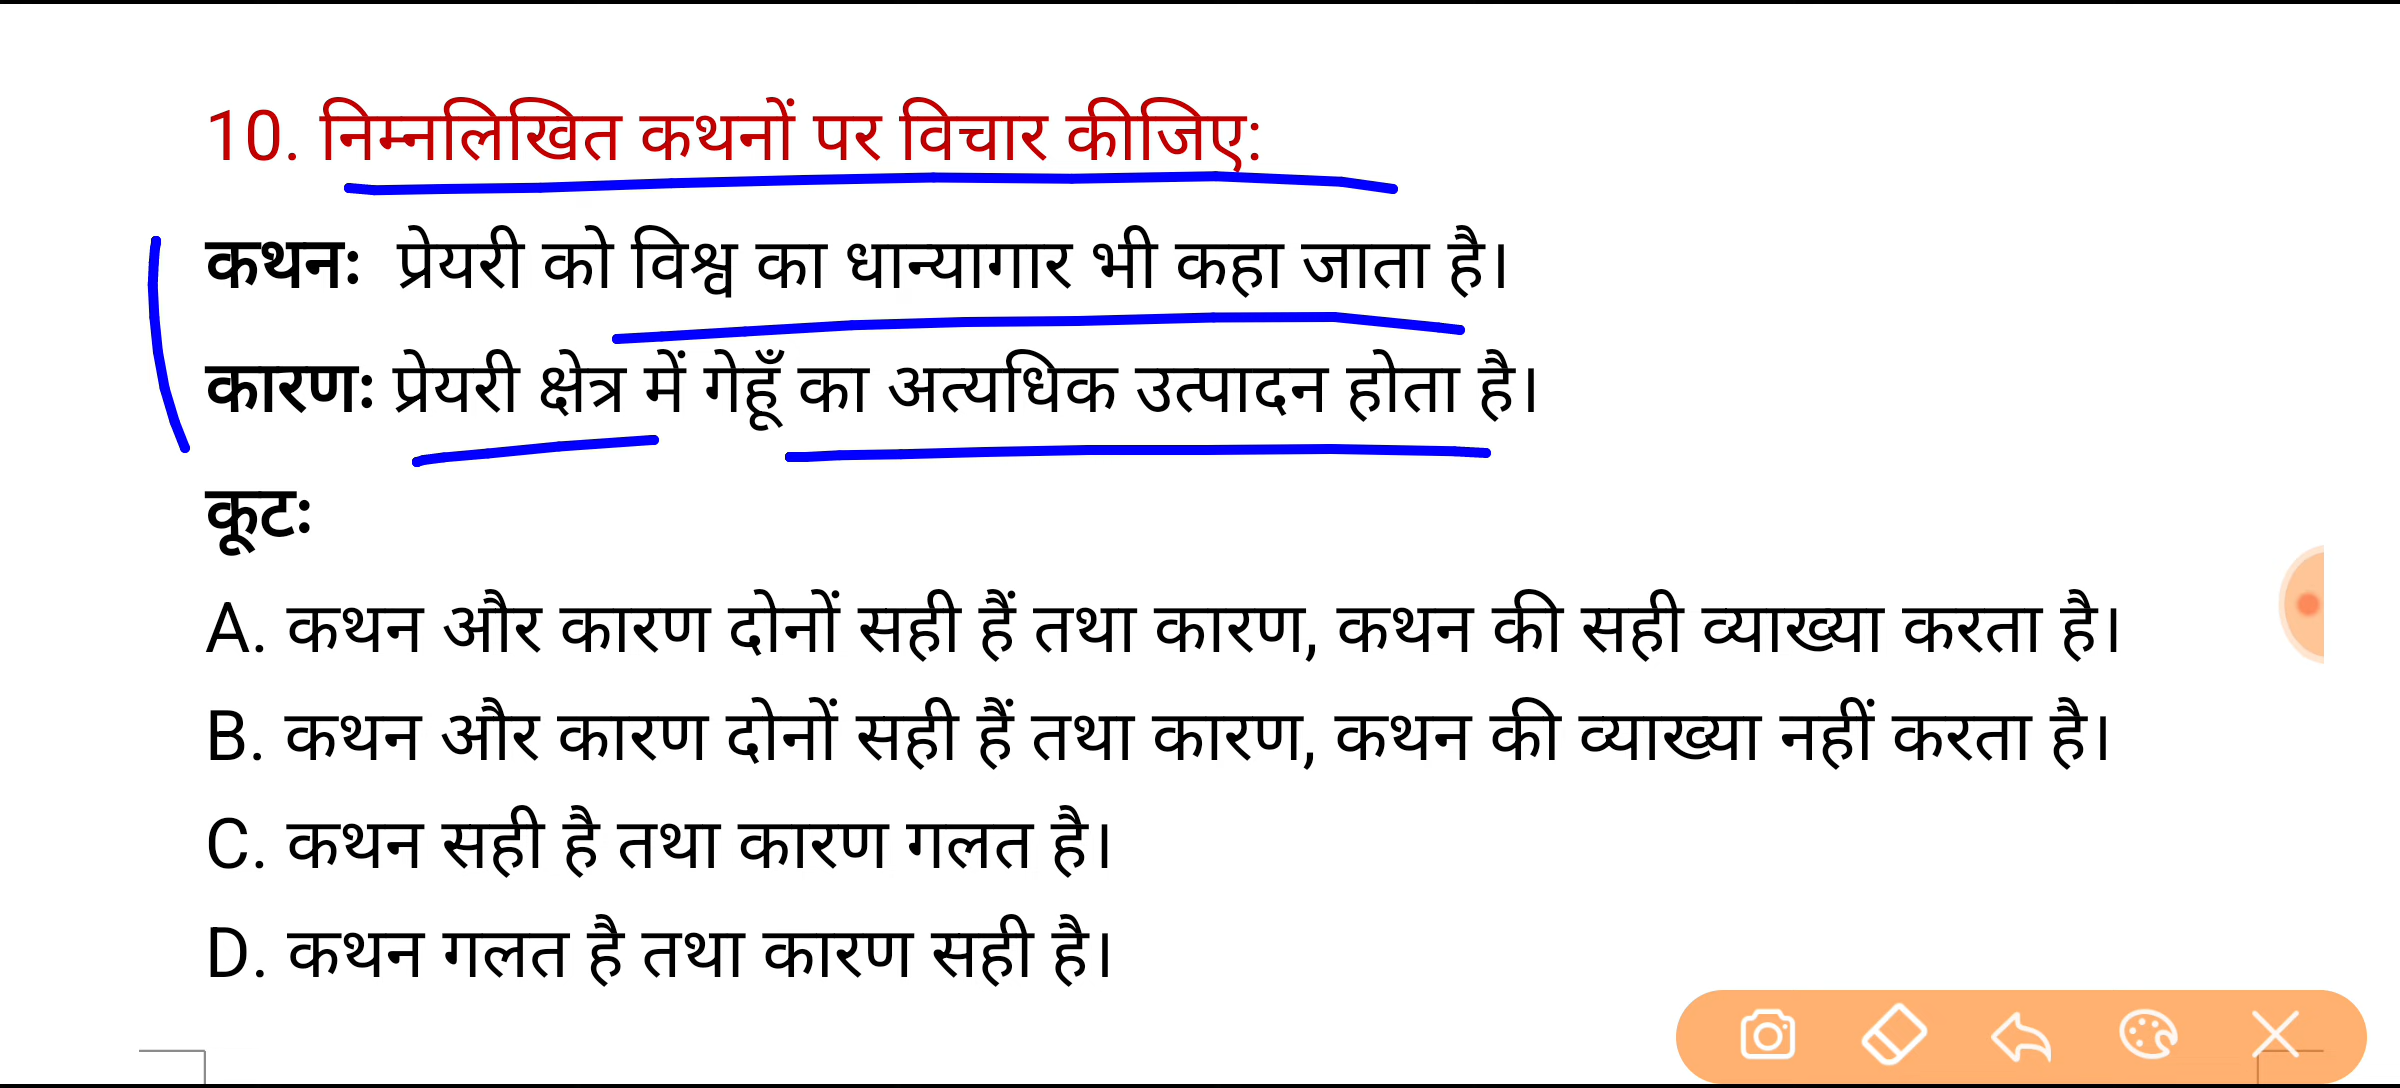 10. निम्नलिखित कथनों पर विचार कीजिए:
कथनः प्रेयरी को विश्व का धान्यागार भी कहा जाता है।
कारणः प्रेयरी क्षेत्र में गेहूँ का अत्यधिक उत्पादन होता है।
कूटः
A. कथन और कारण दोनों सही हैं तथा कारण, कथन की सही व्याख्या करता है।
B. कथन और कारण दोनों सही हैं तथा कारण, कथन की व्याख्या नहीं करता है।
C. कथन सही है तथा कारण गलत है।
D. कथन गलत है तथा कारण सही है।